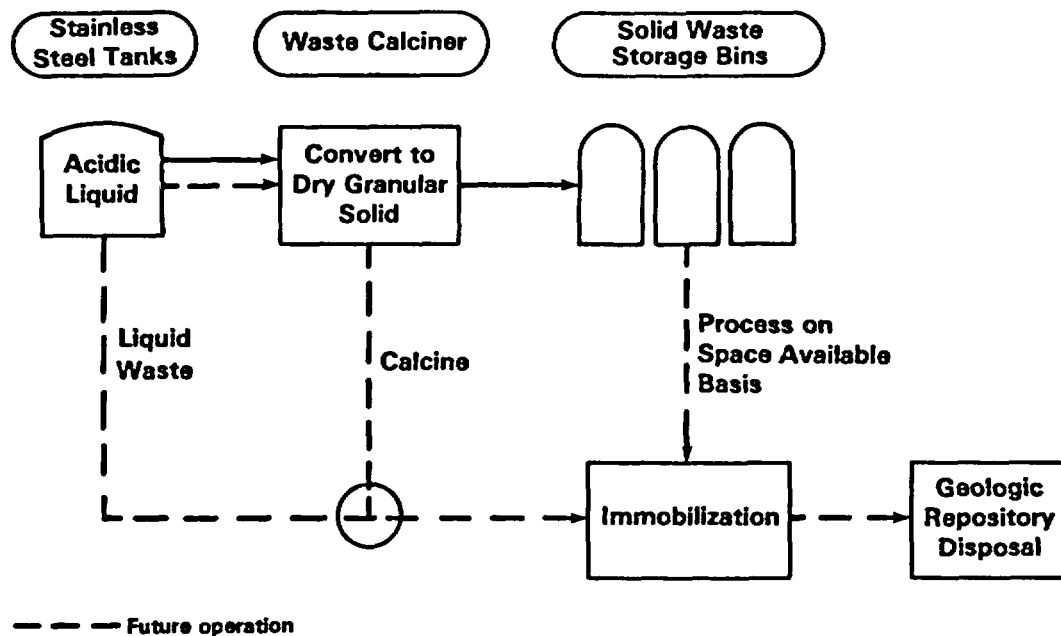 Stainless
Steel Tanks
Waste Calciner
Solid Waste
Storage Bins
Acidic
Liquid
Convert to
Dry Granular
Solid
Liquid
Waste
Calcine
Process on
Space Available
Basis
Immobilization
Geologic
Repository
Disposal
Future operation